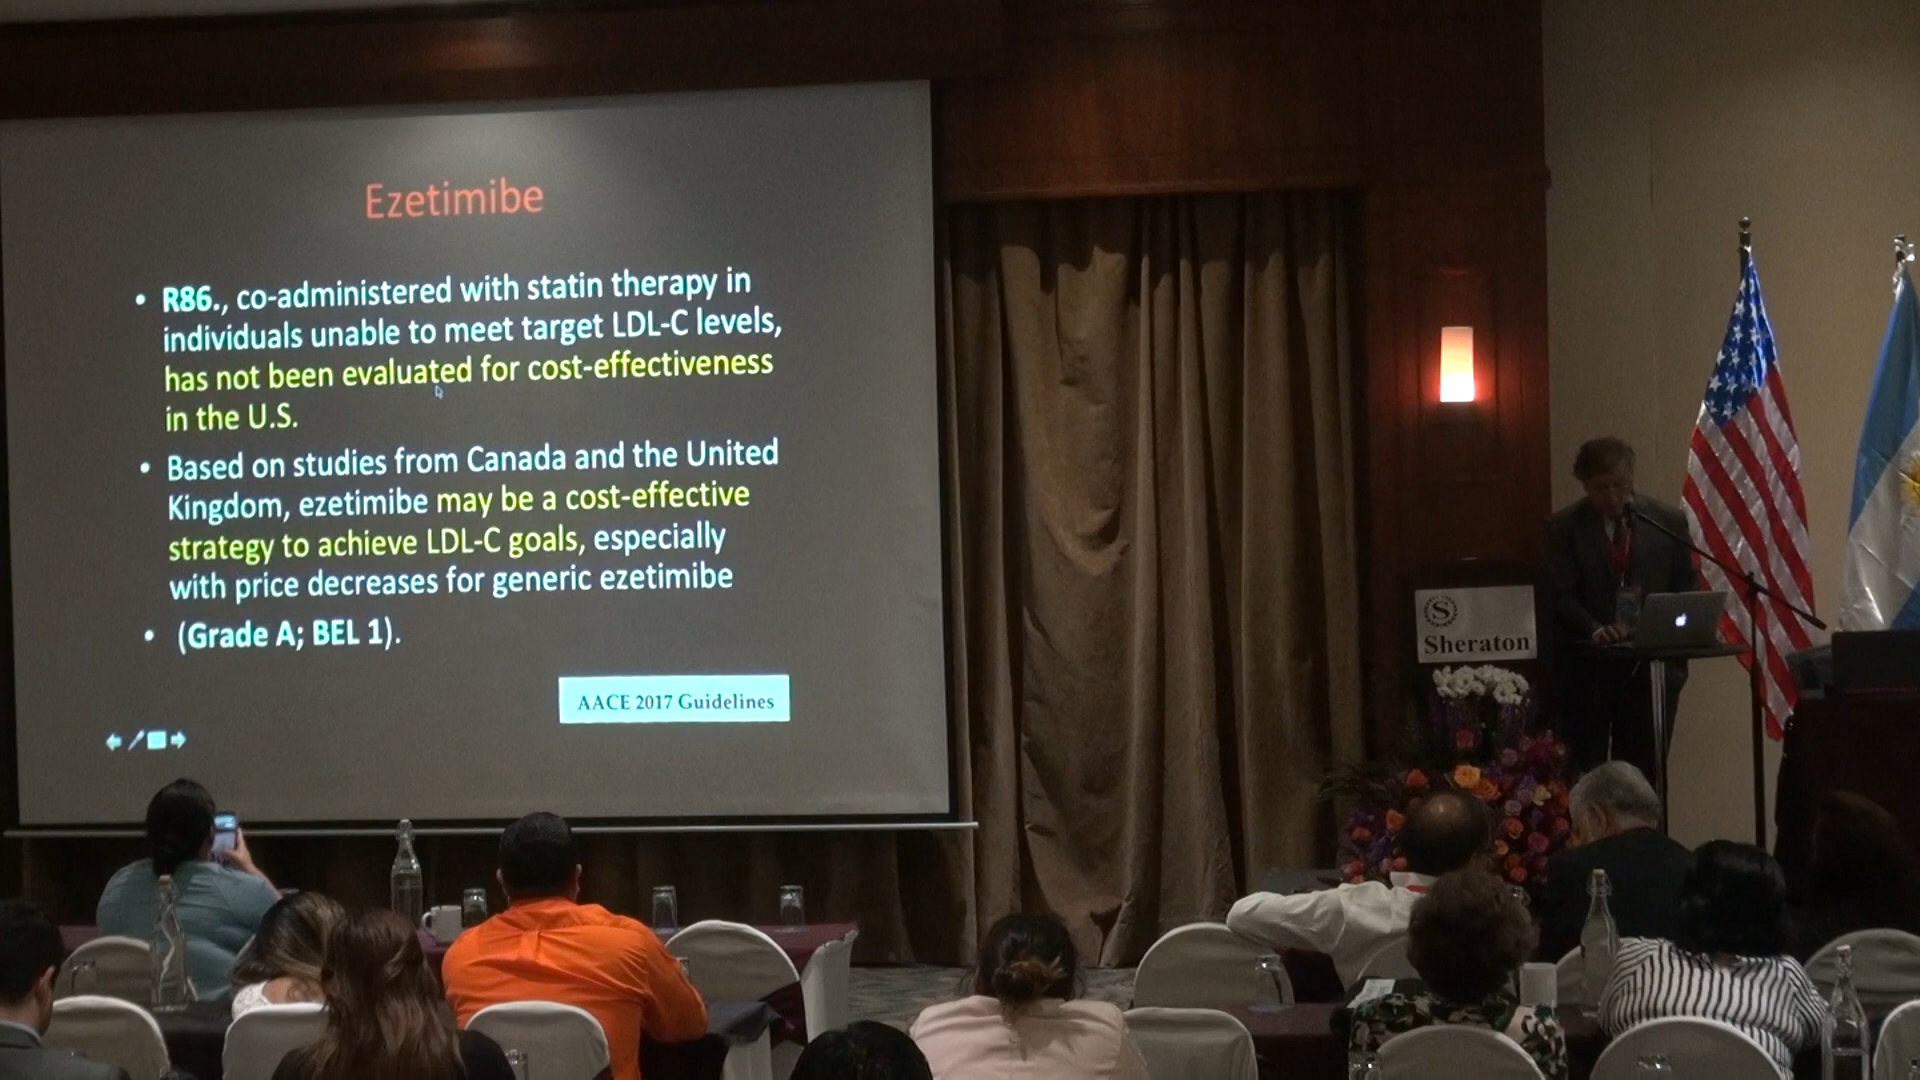 Ezetimibe
• R86., co-administered with statin therapy in
individuals unable to meet target LDL-C levels,
has not been evaluated for cost-effectiveness
in the U.S.
• Based on studies from Canada and the United
Kingdom, ezetimibe may be a cost-effective
strategy to achieve LDL-C goals, especially
with price decreases for generic ezetimibe
• (Grade A; BEL 1).
AACE 2017 Guidelines
S
Sheraton